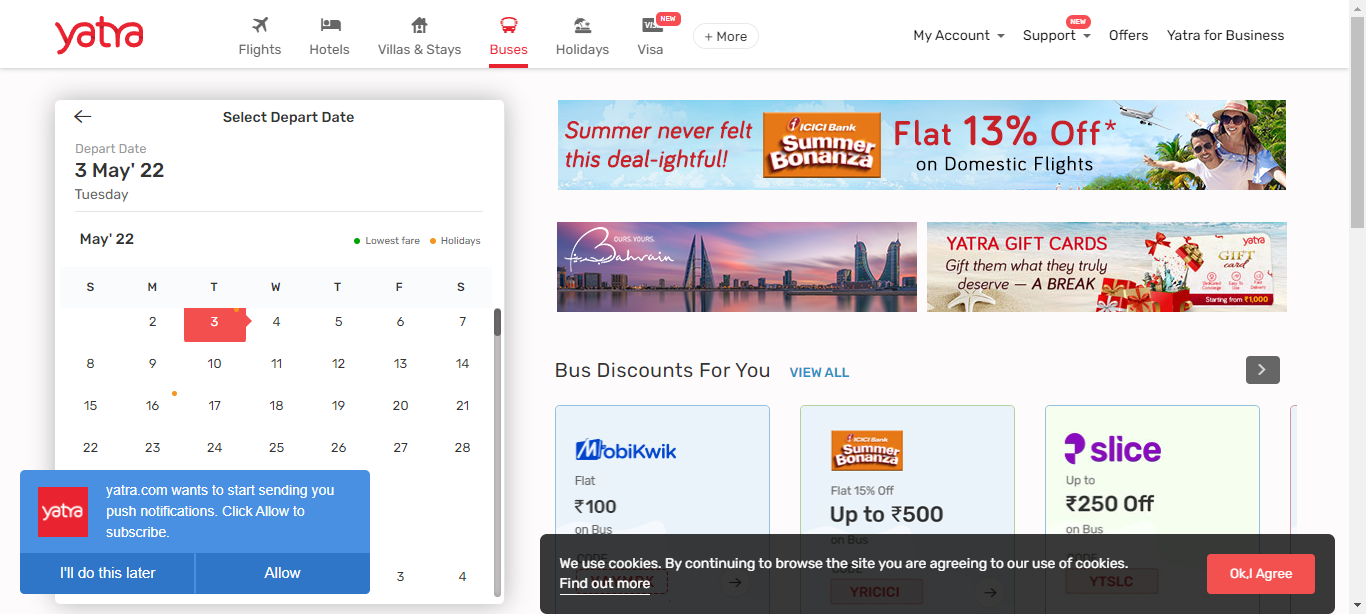 yatra
Flights
Hotels
Villas & Stays
Buses
Holidays
VISA
NEW
Visa
+ More
My Account
NEW
Support
Offers
Yatra for Business
Select Depart Date
Depart Date
3 May' 22
Tuesday
May' 22
Lowest fare
Holidays
S M T W T F S
2 3 4 5 6 7
8 9 10 11 12 13 14
15 16 17 18 19 20 21
22 23 24 25 26 27 28
3 4
yatra
yatra.com wants to start sending you
push notifications. Click Allow to
subscribe.
I'll do this later
Allow
Summer never felt
this deal-ightful!
ICICI Bank
Summer
Bonanza
Flat 13% Off*
on Domestic Flights
OURS. YOURS.
Bahrain
YATRA GIFT CARDS
Gift them what they truly
deserve — A BREAK
yatra
GIFT
card
Starting from ₹1,000
Bus Discounts For You
VIEW ALL
MobiKwik
Flat
₹100
on Bus
CODE
ICICI Bank
Summer
Bonanza
Flat 15% Off
Up to ₹500
on Bus
CODE
YRICICI
slice
Up to
₹250 Off
on Bus
CODE
YTSLC
We use cookies. By continuing to browse the site you are agreeing to our use of cookies.
Find out more
Ok,I Agree